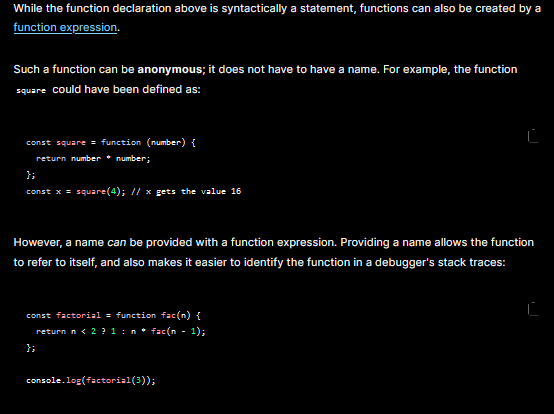 While the function declaration above is syntactically a statement, functions can also be created by a
function expression.
Such a function can be anonymous; it does not have to have a name. For example, the function
square could have been defined as:
const square = function (number) {
  return number * number;
};
const x = square(4); // x gets the value 16
However, a name can be provided with a function expression. Providing a name allows the function
to refer to itself, and also makes it easier to identify the function in a debugger's stack traces:
const factorial = function fac(n) {
  return n < 2 ? 1 : n * fac(n - 1);
};
console.log(factorial(3));